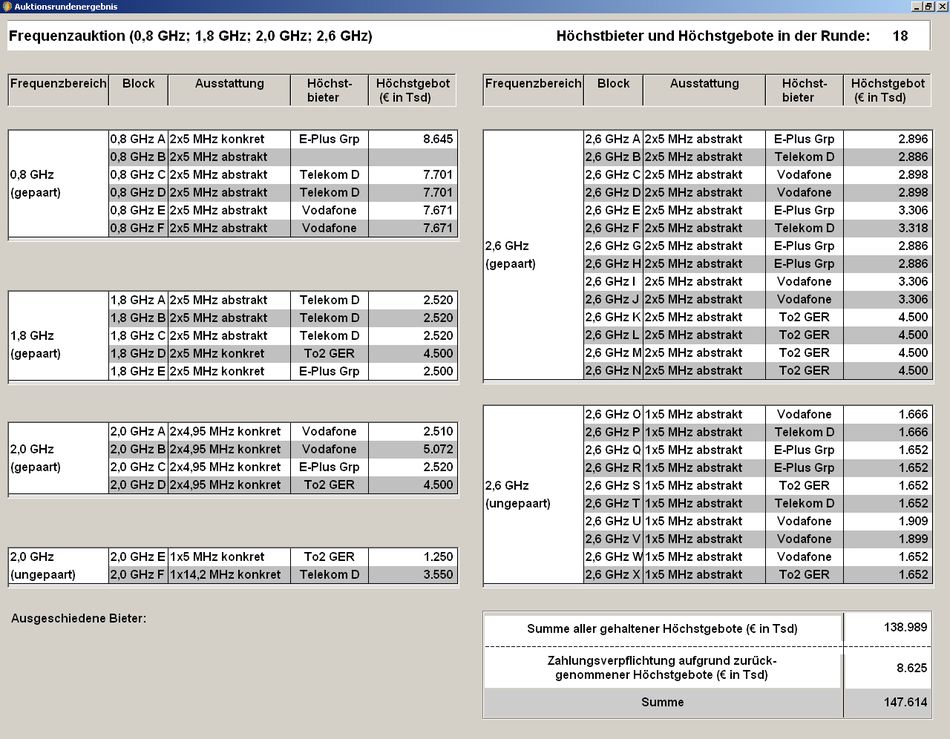 Auktionsrundenergebnis
Frequenzauktion (0,8 GHz; 1,8 GHz; 2,0 GHz; 2,6 GHz) Höchstbieter und Höchstgebote in der Runde: 18
Frequenzbereich Block Ausstattung Höchst-bieter Höchstgebot (€ in Tsd)
0,8 GHz (gepaart)
0,8 GHz A 2x5 MHz konkret E-Plus Grp 8.645
0,8 GHz B 2x5 MHz abstrakt
0,8 GHz C 2x5 MHz abstrakt Telekom D 7.701
0,8 GHz D 2x5 MHz abstrakt Telekom D 7.701
0,8 GHz E 2x5 MHz abstrakt Vodafone 7.671
0,8 GHz F 2x5 MHz abstrakt Vodafone 7.671
1,8 GHz (gepaart)
1,8 GHz A 2x5 MHz abstrakt Telekom D 2.520
1,8 GHz B 2x5 MHz abstrakt Telekom D 2.520
1,8 GHz C 2x5 MHz abstrakt Telekom D 2.520
1,8 GHz D 2x5 MHz konkret To2 GER 4.500
1,8 GHz E 2x5 MHz konkret E-Plus Grp 2.500
2,0 GHz (gepaart)
2,0 GHz A 2x4,95 MHz konkret Vodafone 2.510
2,0 GHz B 2x4,95 MHz konkret Vodafone 5.072
2,0 GHz C 2x4,95 MHz konkret E-Plus Grp 2.520
2,0 GHz D 2x4,95 MHz konkret To2 GER 4.500
2,0 GHz (ungepaart)
2,0 GHz E 1x5 MHz konkret To2 GER 1.250
2,0 GHz F 1x14,2 MHz konkret Telekom D 3.550
Ausgeschiedene Bieter:
Frequenzbereich Block Ausstattung Höchst-bieter Höchstgebot (€ in Tsd)
2,6 GHz (gepaart)
2,6 GHz A 2x5 MHz abstrakt E-Plus Grp 2.896
2,6 GHz B 2x5 MHz abstrakt Telekom D 2.886
2,6 GHz C 2x5 MHz abstrakt Vodafone 2.898
2,6 GHz D 2x5 MHz abstrakt Vodafone 2.898
2,6 GHz E 2x5 MHz abstrakt E-Plus Grp 3.306
2,6 GHz F 2x5 MHz abstrakt Telekom D 3.318
2,6 GHz G 2x5 MHz abstrakt E-Plus Grp 2.886
2,6 GHz H 2x5 MHz abstrakt E-Plus Grp 2.886
2,6 GHz I 2x5 MHz abstrakt Vodafone 3.306
2,6 GHz J 2x5 MHz abstrakt Vodafone 3.306
2,6 GHz K 2x5 MHz abstrakt To2 GER 4.500
2,6 GHz L 2x5 MHz abstrakt To2 GER 4.500
2,6 GHz M 2x5 MHz abstrakt To2 GER 4.500
2,6 GHz N 2x5 MHz abstrakt To2 GER 4.500
2,6 GHz (ungepaart)
2,6 GHz O 1x5 MHz abstrakt Vodafone 1.666
2,6 GHz P 1x5 MHz abstrakt Telekom D 1.666
2,6 GHz Q 1x5 MHz abstrakt E-Plus Grp 1.652
2,6 GHz R 1x5 MHz abstrakt E-Plus Grp 1.652
2,6 GHz S 1x5 MHz abstrakt To2 GER 1.652
2,6 GHz T 1x5 MHz abstrakt Telekom D 1.652
2,6 GHz U 1x5 MHz abstrakt Vodafone 1.909
2,6 GHz V 1x5 MHz abstrakt Vodafone 1.899
2,6 GHz W 1x5 MHz abstrakt Vodafone 1.652
2,6 GHz X 1x5 MHz abstrakt To2 GER 1.652
Summe aller gehaltener Höchstgebote (€ in Tsd) 138.989
Zahlungsverpflichtung aufgrund zurück-
genommener Höchstgebote (€ in Tsd) 8.625
Summe 147.614